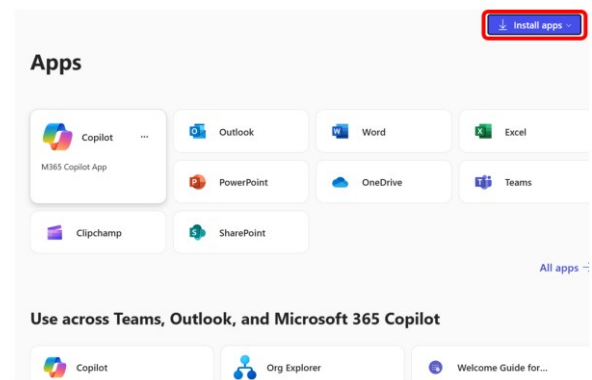 Install apps
Apps
Copilot ...
Outlook
Word
Excel
M365 Copilot App
PowerPoint
OneDrive
Teams
Clipchamp
SharePoint
All apps
Use across Teams, Outlook, and Microsoft 365 Copilot
Copilot
Org Explorer
Welcome Guide for...